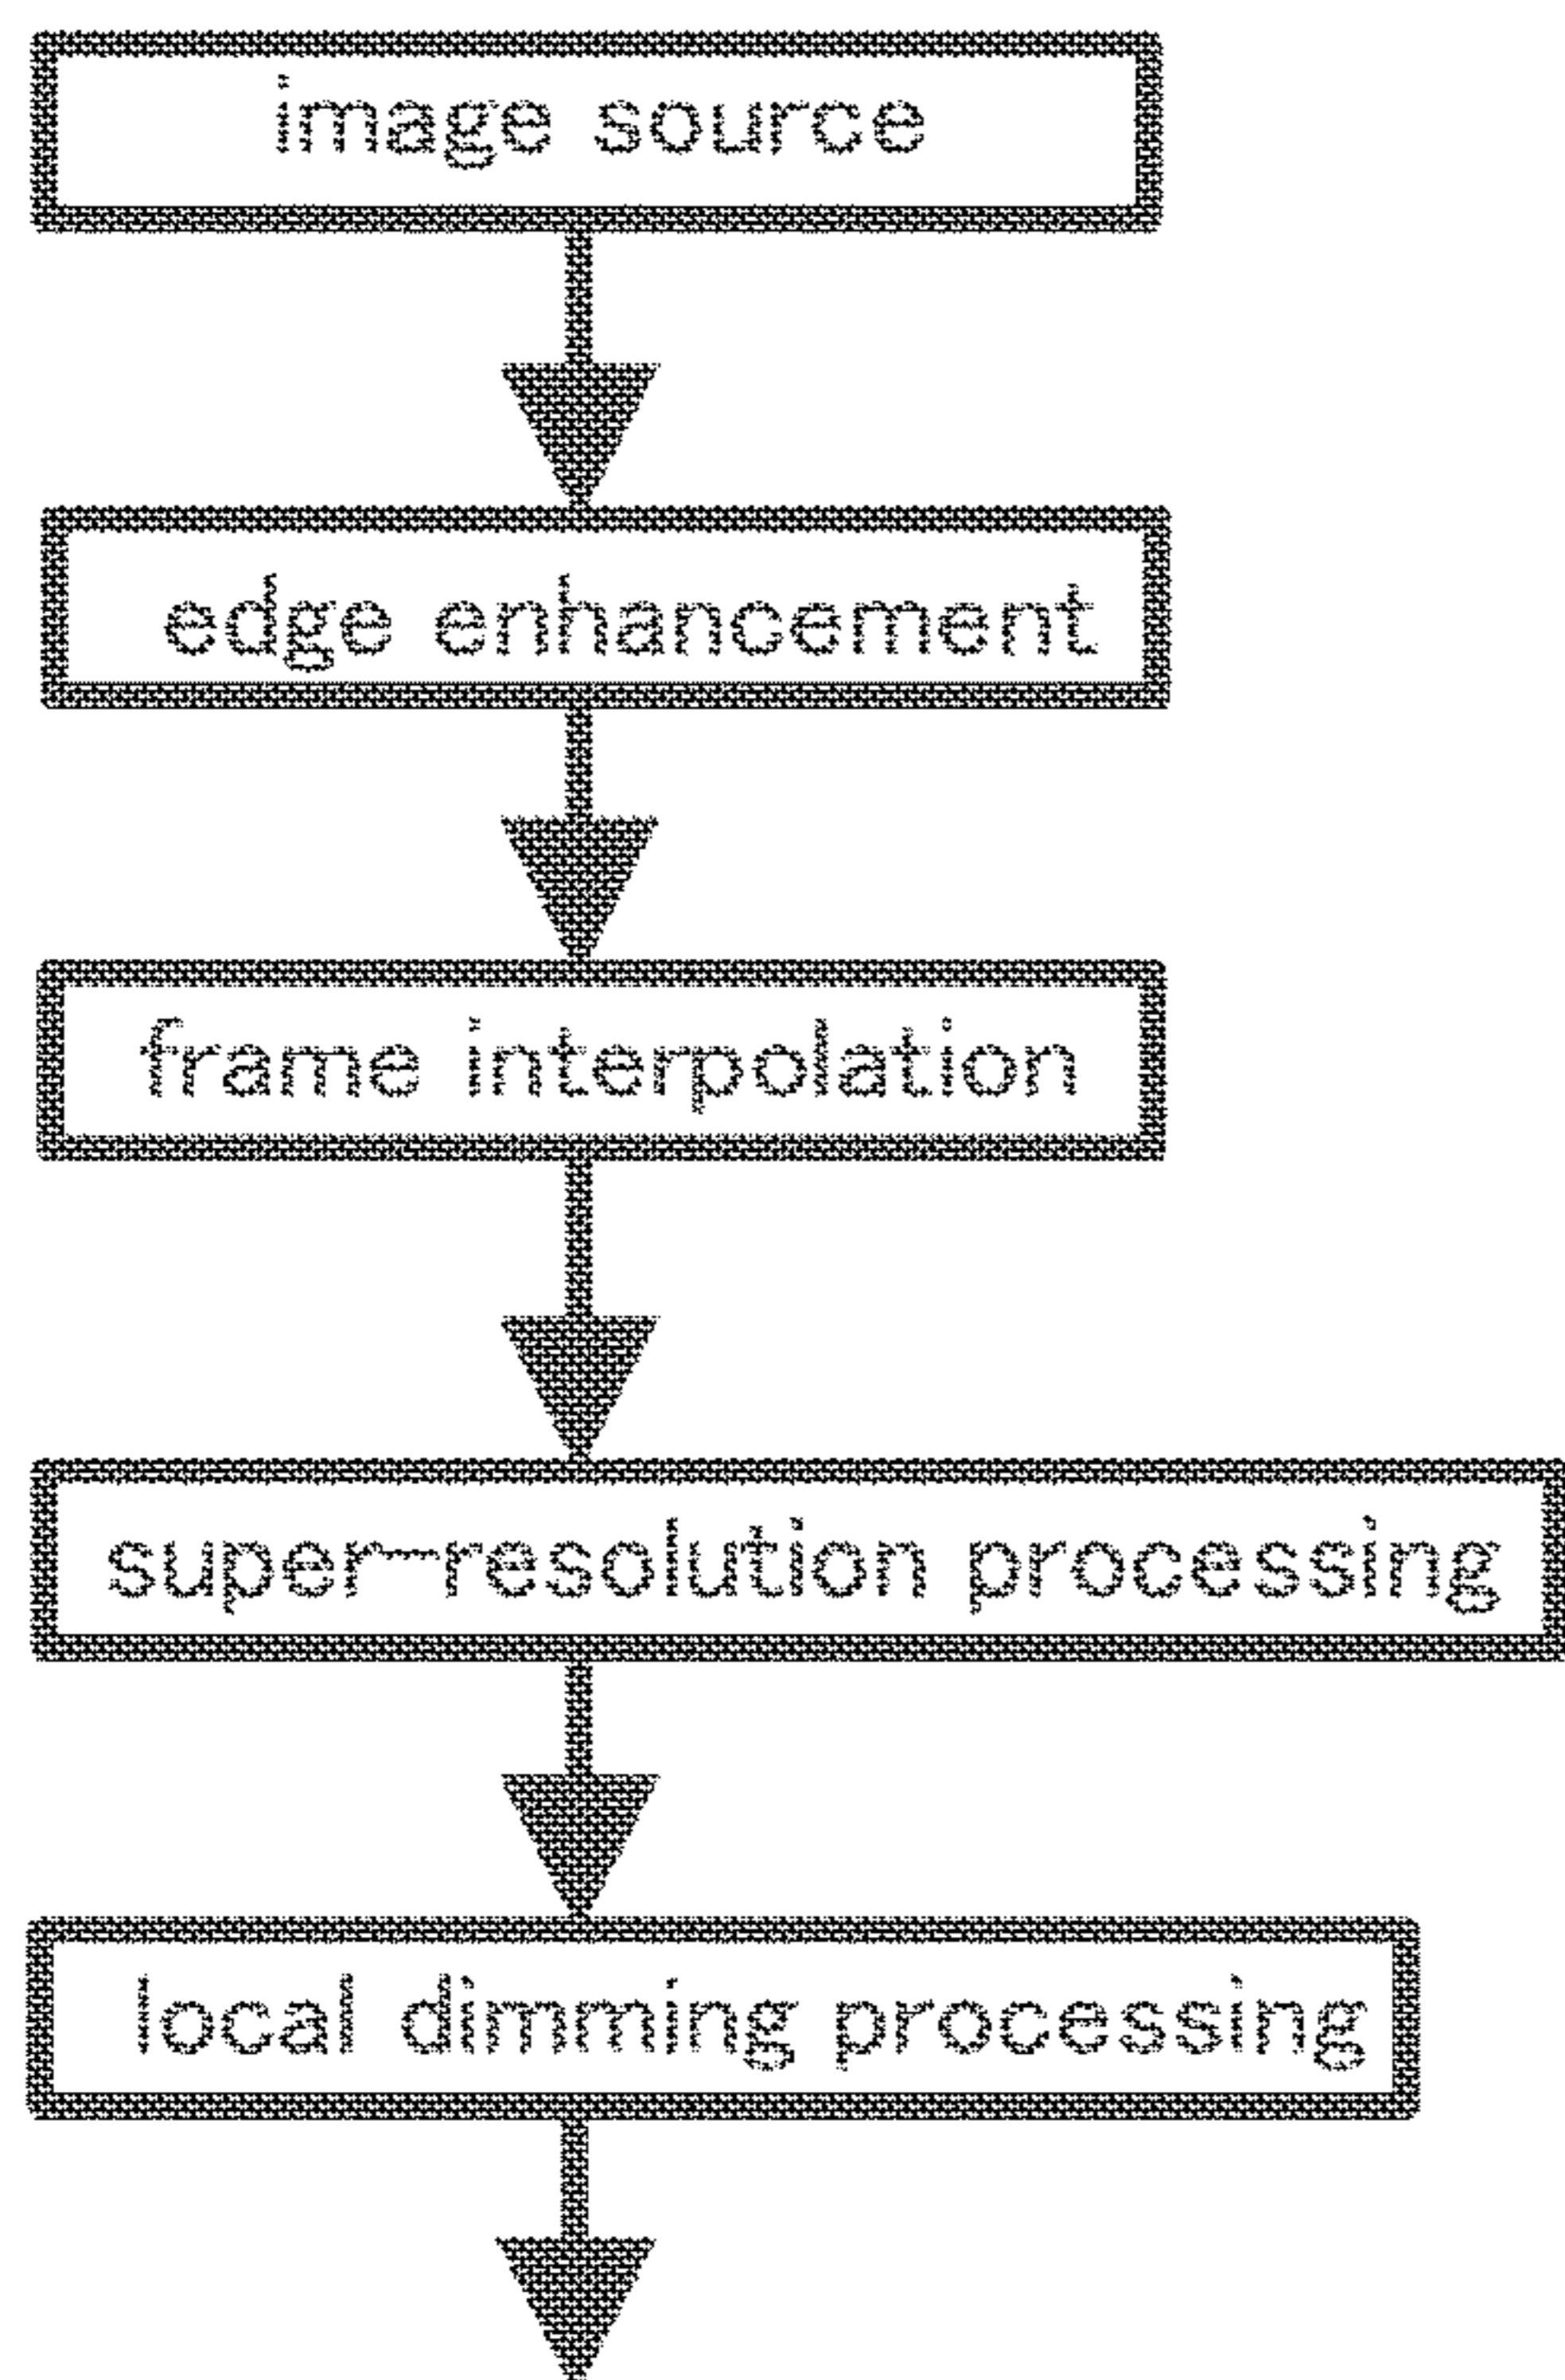 image source
edge enhancement
frame interpolation
super-resolution processing
local dimming processing